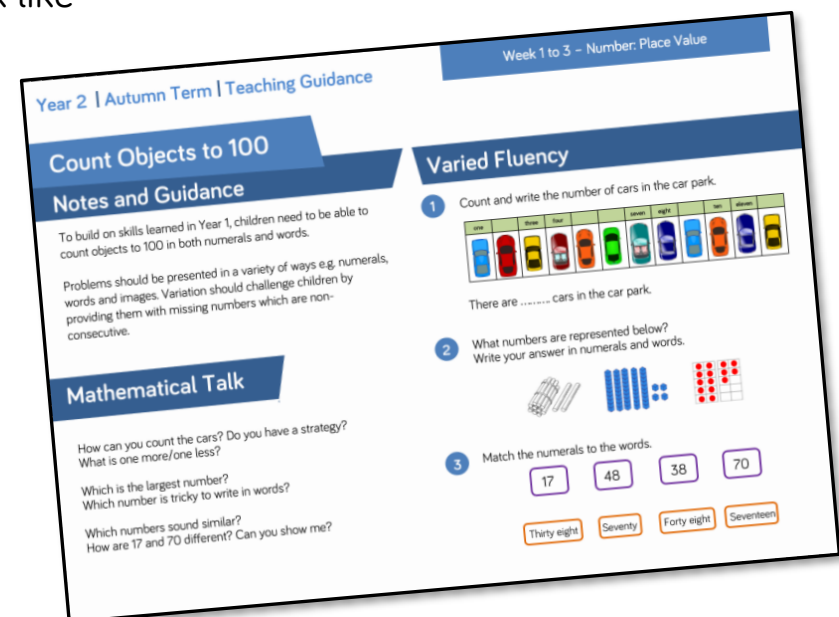 Year 2 | Autumn Term | Teaching Guidance
Week 1 to 3 – Number: Place Value
Count Objects to 100
Notes and Guidance
To build on skills learned in Year 1, children need to be able to
count objects to 100 in both numerals and words.
Problems should be presented in a variety of ways e.g. numerals,
words and images. Variation should challenge children by
providing them with missing numbers which are non-
consecutive.
Mathematical Talk
How can you count the cars? Do you have a strategy?
What is one more/one less?
Which is the largest number?
Which number is tricky to write in words?
Which numbers sound similar?
How are 17 and 70 different? Can you show me?
Varied Fluency
1 Count and write the number of cars in the car park.
one three four seven eight ten eleven
There are .......... cars in the car park.
2 What numbers are represented below?
Write your answer in numerals and words.
3 Match the numerals to the words.
17 48 38 70
Thirty eight Seventy Forty eight Seventeen